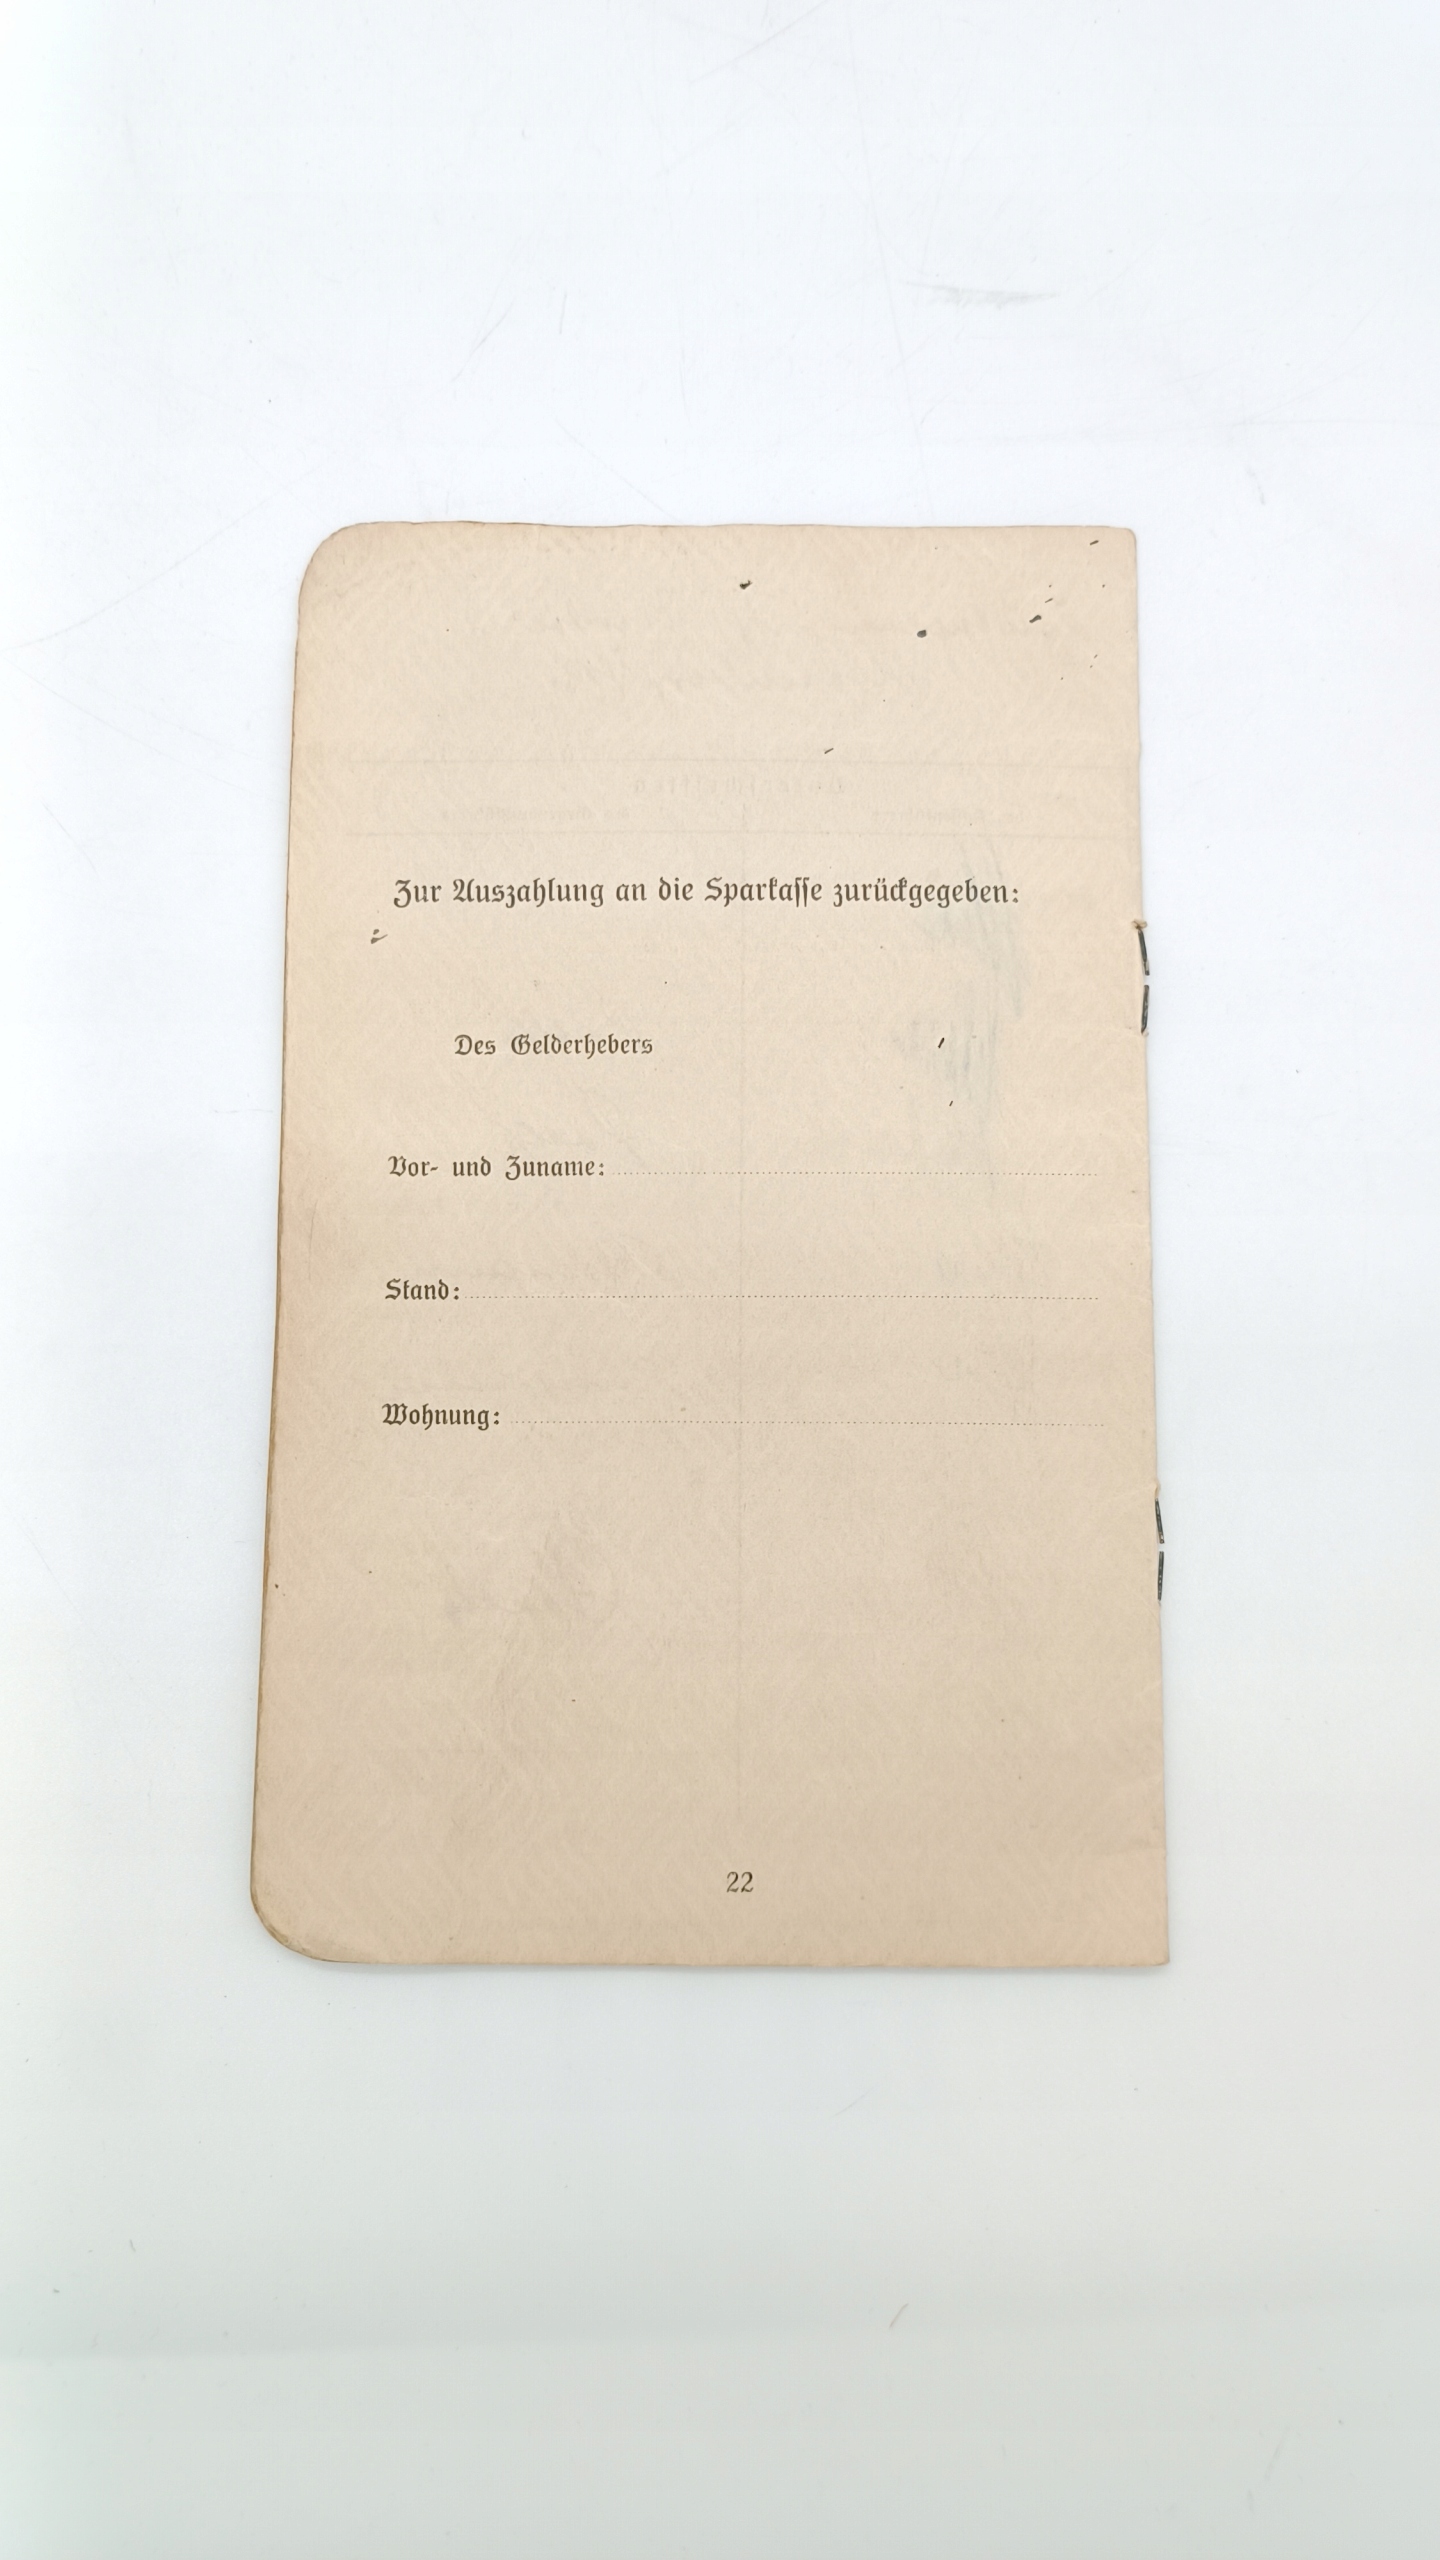 Zur Auszahlung an die Sparkasse zurückgegeben:
Des Gelderhebers
Vor- und Zuname:
Stand:
Wohnung:
22